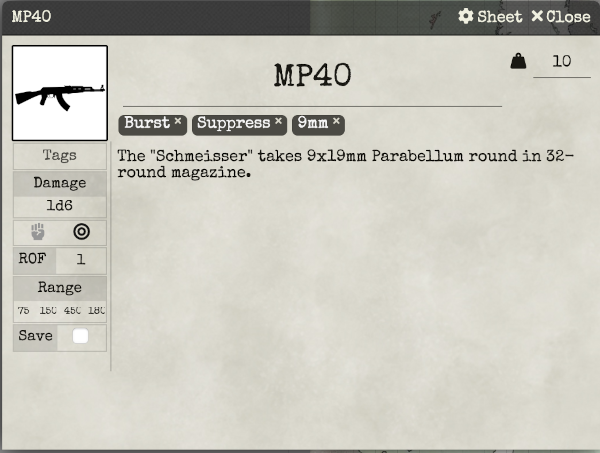 MP40
Sheet
Close
MP40
10
Burst
Suppress
9mm
The "Schmeisser" takes 9x19mm Parabellum round in 32-
round magazine.
Tags
Damage
1d6
ROF 1
Range
75 150 450 180
Save